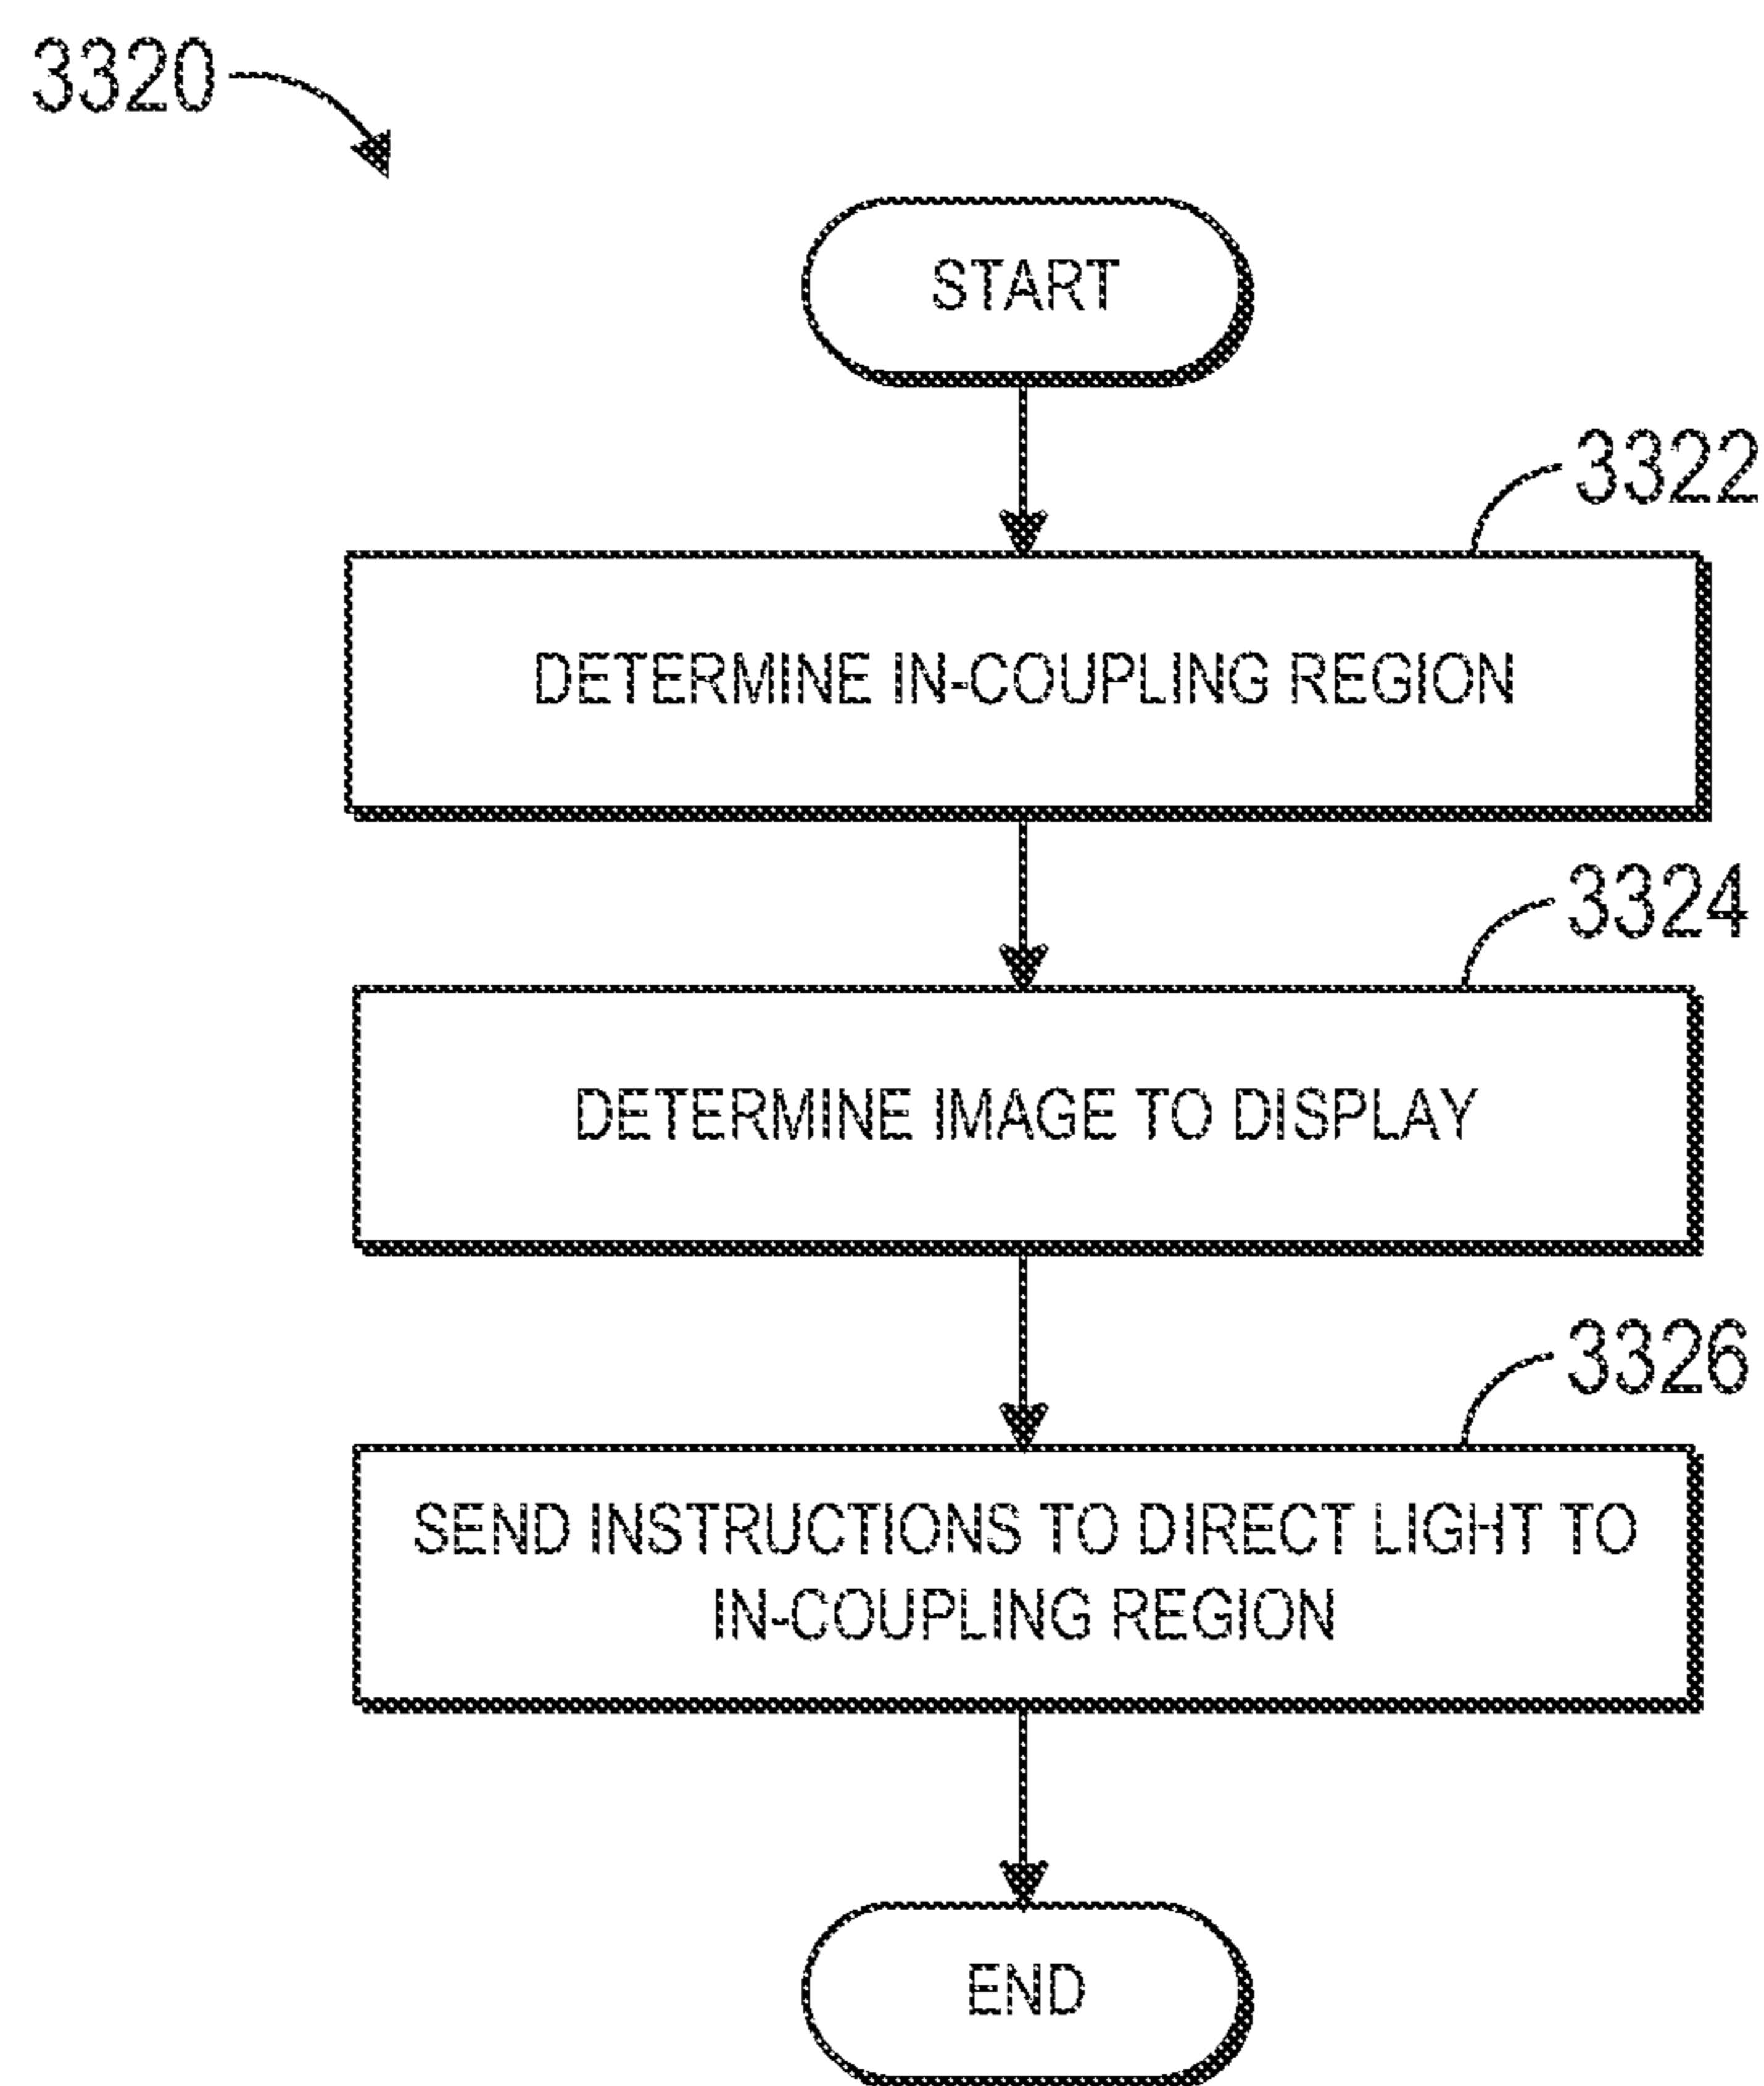 3320
START
3322
DETERMINE IN-COUPLING REGION
3324
DETERMINE IMAGE TO DISPLAY
3326
SEND INSTRUCTIONS TO DIRECT LIGHT TO
IN-COUPLING REGION
END